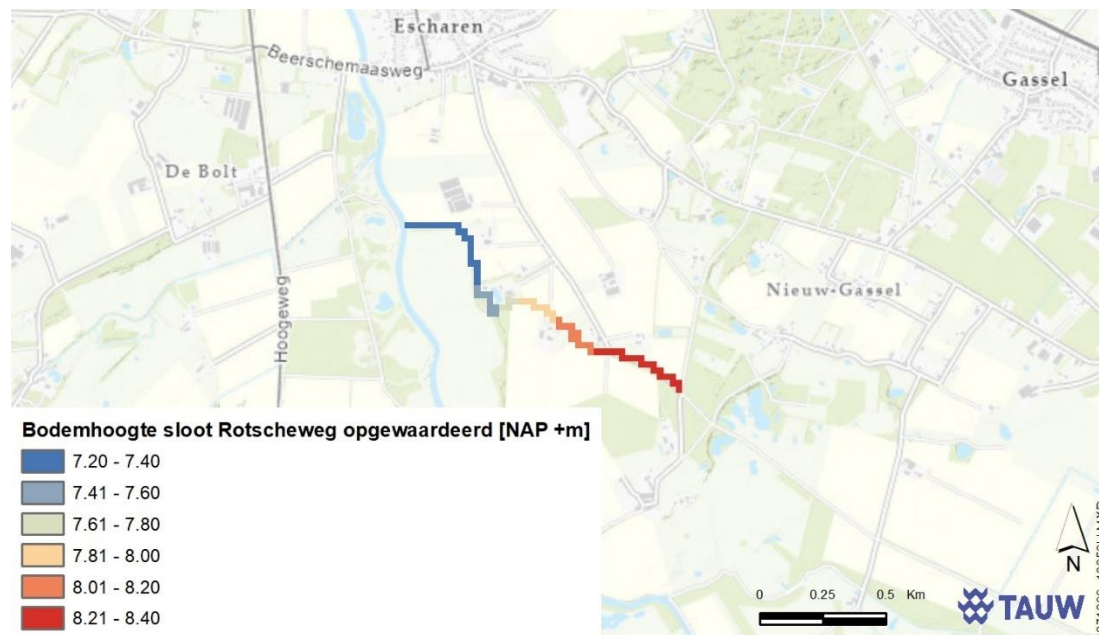 Escharen
Beerschemaasweg
Gassel
De Bolt
Hoogeweg
Nieuw-Gassel
Bodemhoogte sloot Rotscheweg opgewaardeerd [NAP +m]
7.20 - 7.40
7.41 - 7.60
7.61 - 7.80
7.81 - 8.00
8.01 - 8.20
8.21 - 8.40
N
0 0.25 0.5 Km
TAUW